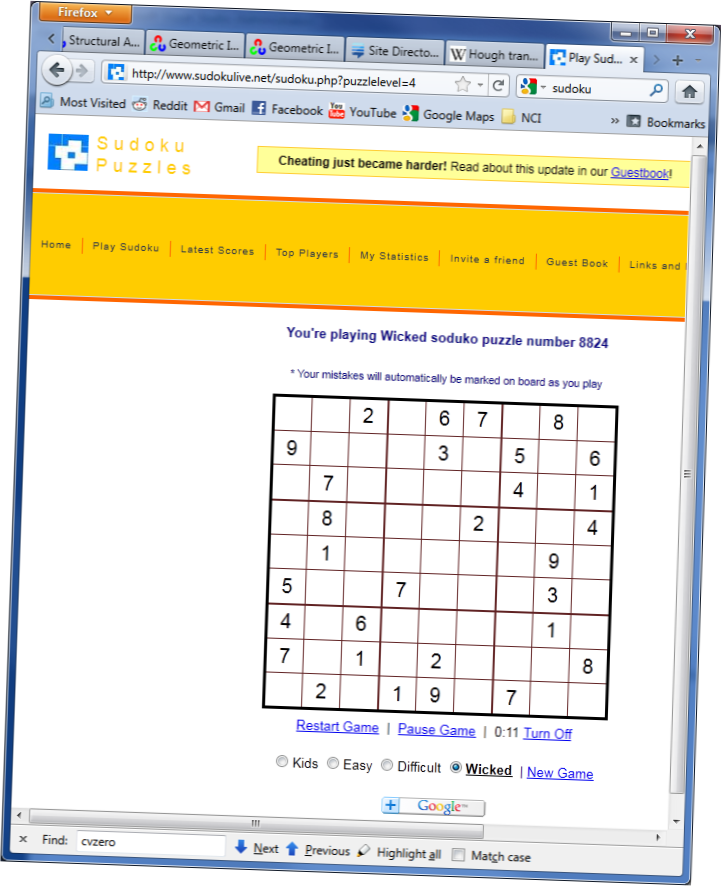 Firefox
Structural A... Geometric I... Geometric I... Site Directo... Hough tran... Play Sud...
http://www.sudokulive.net/sudoku.php?puzzlelevel=4 sudoku
Most Visited Reddit Gmail Facebook YouTube Google Maps NCI » Bookmarks
Sudoku
Puzzles
Cheating just became harder! Read about this update in our Guestbook!
Home | Play Sudoku | Latest Scores | Top Players | My Statistics | Invite a friend | Guest Book | Links and
You're playing Wicked soduko puzzle number 8824
* Your mistakes will automatically be marked on board as you play
2 6 7 8
9 3 5 6
7 4 1
8 2 4
1 9
5 7 3
4 6 1
7 1 2 8
2 1 9 7
Restart Game | Pause Game | 0:11 Turn Off
Kids Easy Difficult Wicked | New Game
Google™
Find: cvzero Next Previous Highlight all Match case